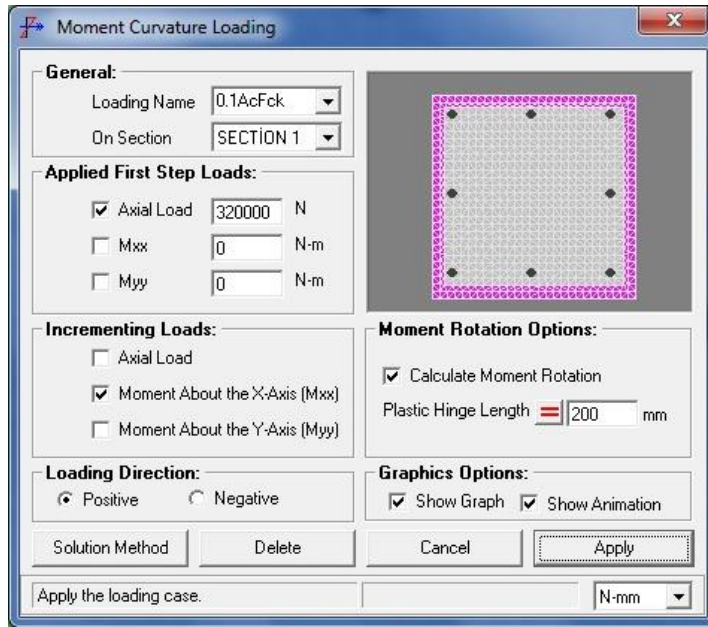 Moment Curvature Loading
General:
Loading Name 0.1AcFck
On Section SECTİON 1
Applied First Step Loads:
Axial Load 320000 N
Mxx 0 N-m
Myy 0 N-m
Incrementing Loads:
Axial Load
Moment About the X-Axis (Mxx)
Moment About the Y-Axis (Myy)
Moment Rotation Options:
Calculate Moment Rotation
Plastic Hinge Length = 200 mm
Loading Direction:
Positive Negative
Graphics Options:
Show Graph Show Animation
Solution Method Delete Cancel Apply
Apply the loading case. N-mm